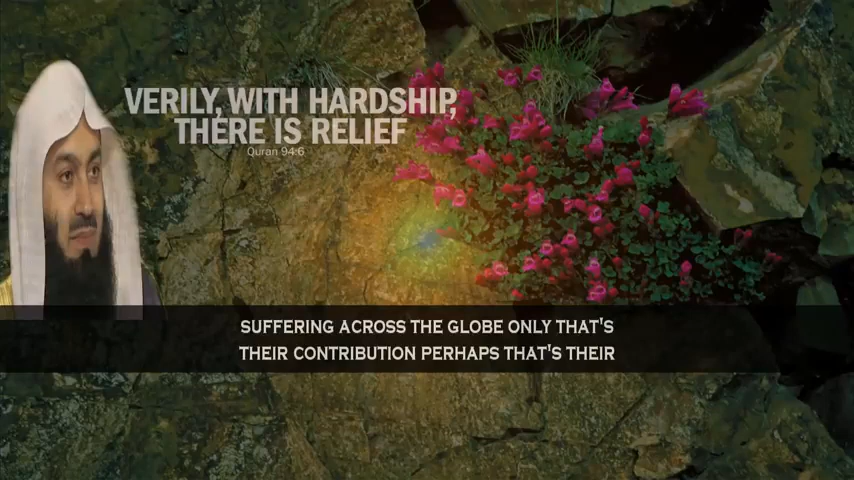 VERILY, WITH HARDSHIP,
THERE IS RELIEF
Quran 94:6
SUFFERING ACROSS THE GLOBE ONLY THAT'S
THEIR CONTRIBUTION PERHAPS THAT'S THEIR